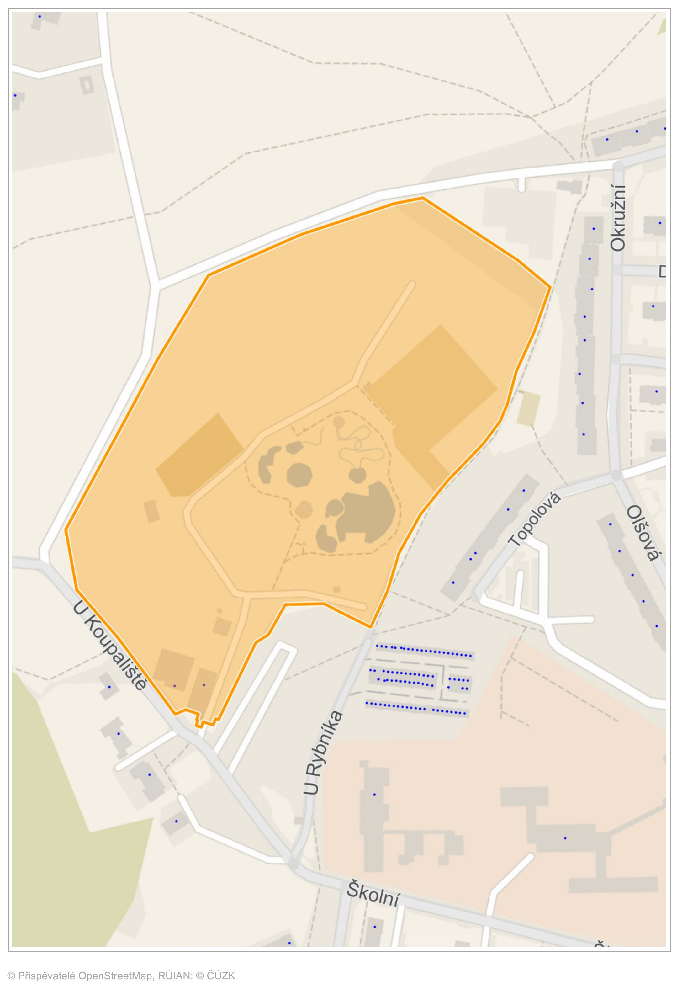 Okružní
D
Topolová
Olšová
U Koupaliště
U Rybníka
Školní
© Přispěvatelé OpenStreetMap, RÚIAN: © ČÚZK